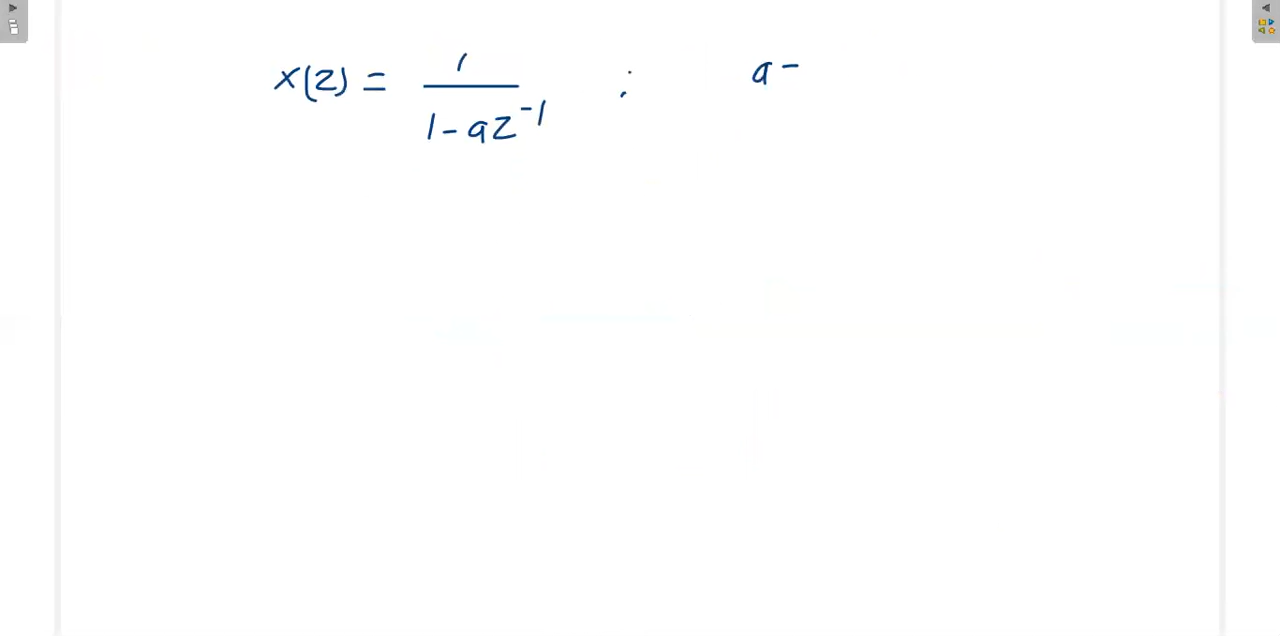 x(z) = 1 / (1 - az^-1) ; a -